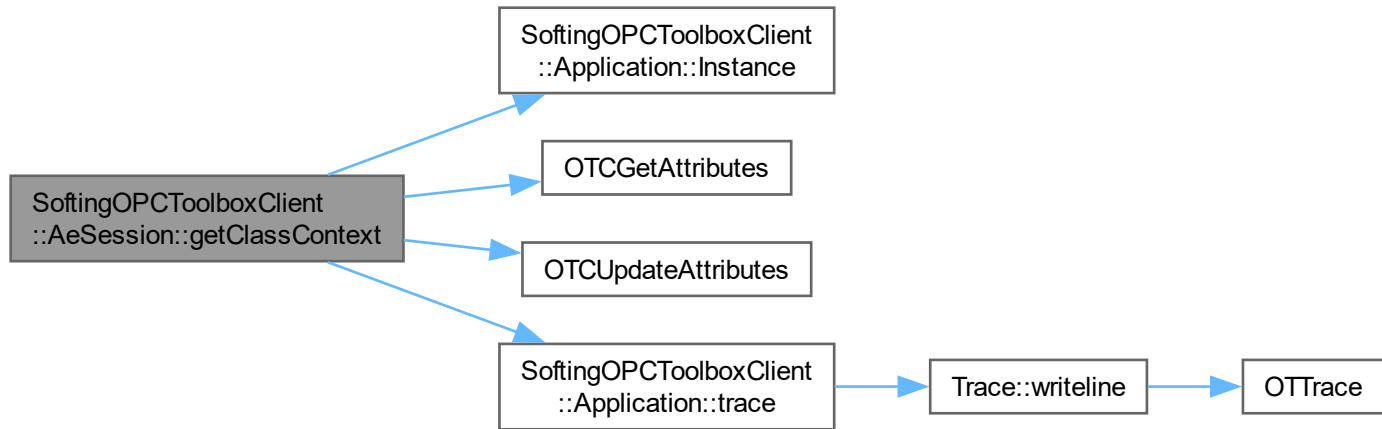 SoftingOPCToolboxClient
::Application::Instance
OTCGetAttributes
SoftingOPCToolboxClient
::AeSession::getClassContext
OTCUpdateAttributes
SoftingOPCToolboxClient
::Application::trace
Trace::writeline
OTTrace